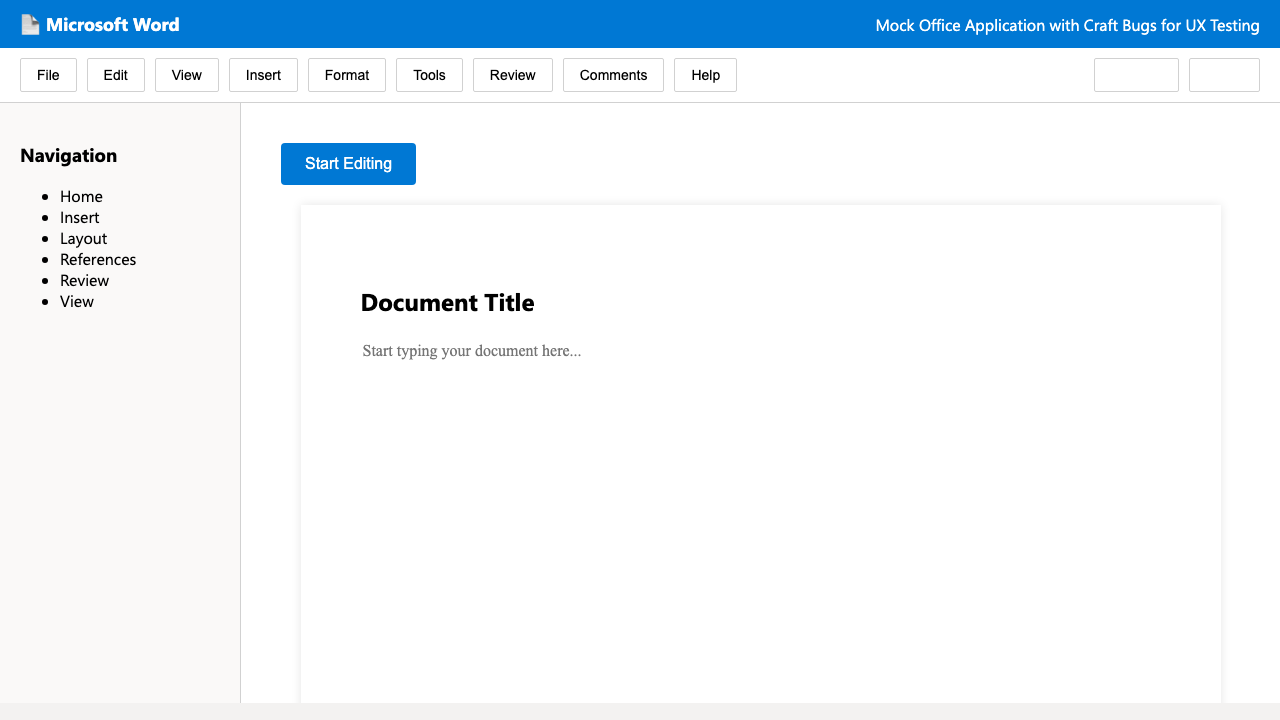 Microsoft Word
Mock Office Application with Craft Bugs for UX Testing
File Edit View Insert Format Tools Review Comments Help
Navigation
Home
Insert
Layout
References
Review
View
Start Editing
Document Title
Start typing your document here...